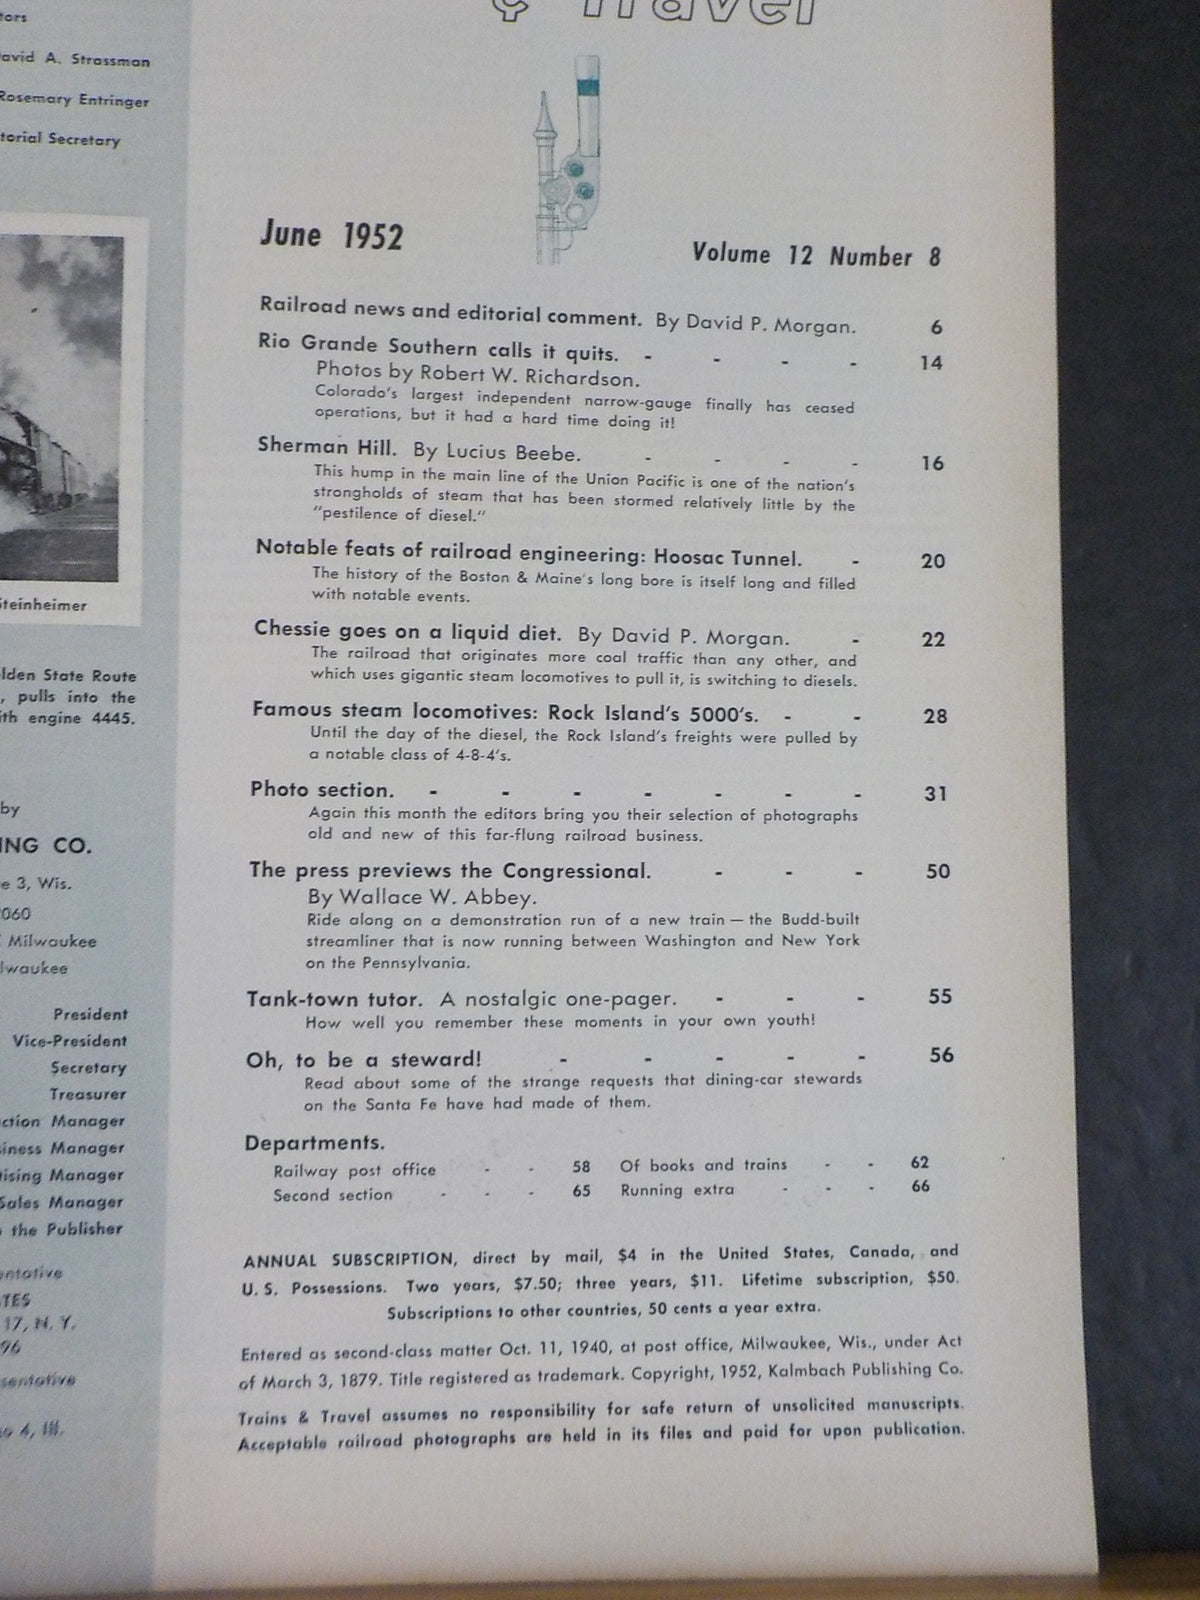 & Travel
David A. Strassman
Rosemary Entringer
Secretary
Steinheimer
State Route
, pulls into the
engine 4445.
by
CO.
3, Wis.
Milwaukee
President
Vice-President
Secretary
Treasurer
Manager
Manager
Manager
Sales Manager
the Publisher
17, N. Y.
June 1952
Volume 12 Number 8
Railroad news and editorial comment. By David P. Morgan. 6
Rio Grande Southern calls it quits. - - - - 14
Photos by Robert W. Richardson.
Colorado's largest independent narrow-gauge finally has ceased
operations, but it had a hard time doing it!
Sherman Hill. By Lucius Beebe. - - - - 16
This hump in the main line of the Union Pacific is one of the nation's
strongholds of steam that has been stormed relatively little by the
"pestilence of diesel."
Notable feats of railroad engineering: Hoosac Tunnel. - 20
The history of the Boston & Maine's long bore is itself long and filled
with notable events.
Chessie goes on a liquid diet. By David P. Morgan. - 22
The railroad that originates more coal traffic than any other, and
which uses gigantic steam locomotives to pull it, is switching to diesels.
Famous steam locomotives: Rock Island's 5000's. - - 28
Until the day of the diesel, the Rock Island's freights were pulled by
a notable class of 4-8-4's.
Photo section. - - - - - - - 31
Again this month the editors bring you their selection of photographs
old and new of this far-flung railroad business.
The press previews the Congressional. - - - 50
By Wallace W. Abbey.
Ride along on a demonstration run of a new train — the Budd-built
streamliner that is now running between Washington and New York
on the Pennsylvania.
Tank-town tutor. A nostalgic one-pager. - - - 55
How well you remember these moments in your own youth!
Oh, to be a steward! - - - - - 56
Read about some of the strange requests that dining-car stewards
on the Santa Fe have had made of them.
Departments.
Railway post office - - 58 Of books and trains - - 62
Second section - - - 65 Running extra - - - 66
ANNUAL SUBSCRIPTION, direct by mail, $4 in the United States, Canada, and
U. S. Possessions. Two years, $7.50; three years, $11. Lifetime subscription, $50.
Subscriptions to other countries, 50 cents a year extra.
Entered as second-class matter Oct. 11, 1940, at post office, Milwaukee, Wis., under Act
of March 3, 1879. Title registered as trademark. Copyright, 1952, Kalmbach Publishing Co.
Trains & Travel assumes no responsibility for safe return of unsolicited manuscripts.
Acceptable railroad photographs are held in its files and paid for upon publication.